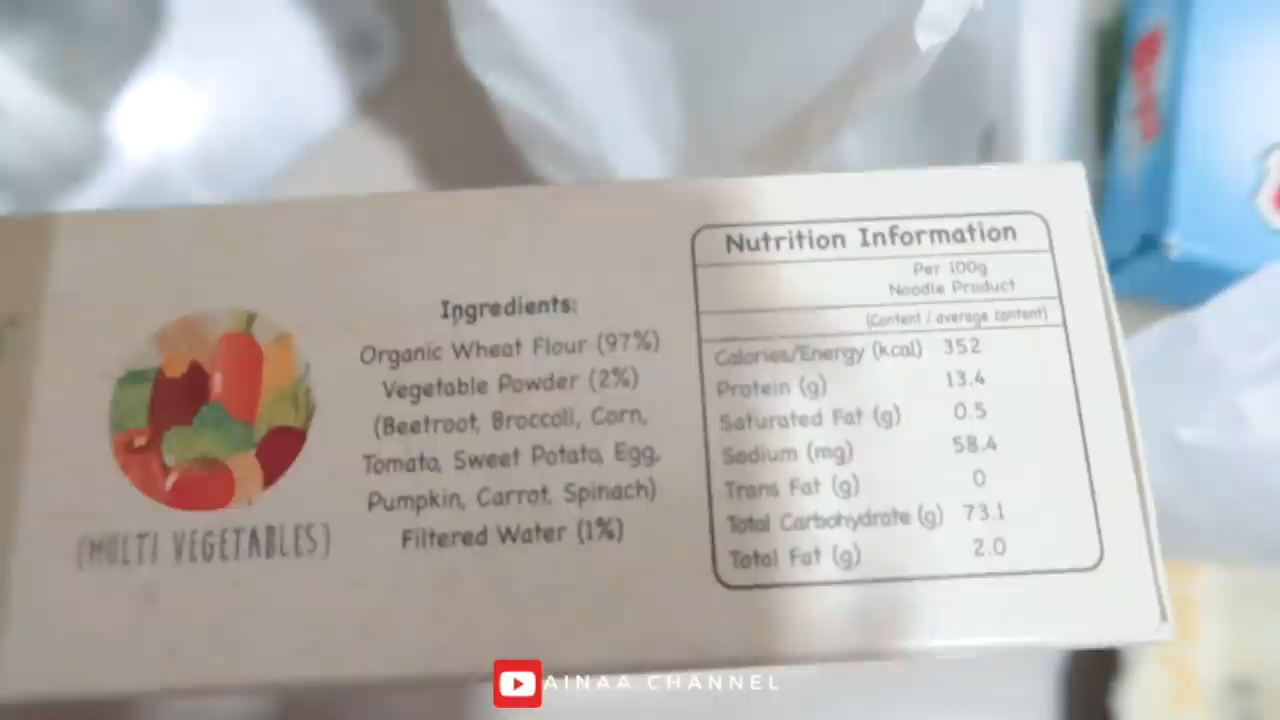 (MULTI VEGETABLES)
Ingredients:
Organic Wheat Flour (97%)
Vegetable Powder (2%)
(Beetroot, Broccoli, Corn,
Tomato, Sweet Potato, Egg,
Pumpkin, Carrot, Spinach)
Filtered Water (1%)
Nutrition Information
Per 100g
Noodle Product
(Content / average content)
Calories/Energy (kcal) 352
Protein (g) 13.4
Saturated Fat (g) 0.5
Sodium (mg) 58.4
Trans Fat (g) 0
Total Carbohydrate (g) 73.1
Total Fat (g) 2.0
AINAA CHANNEL